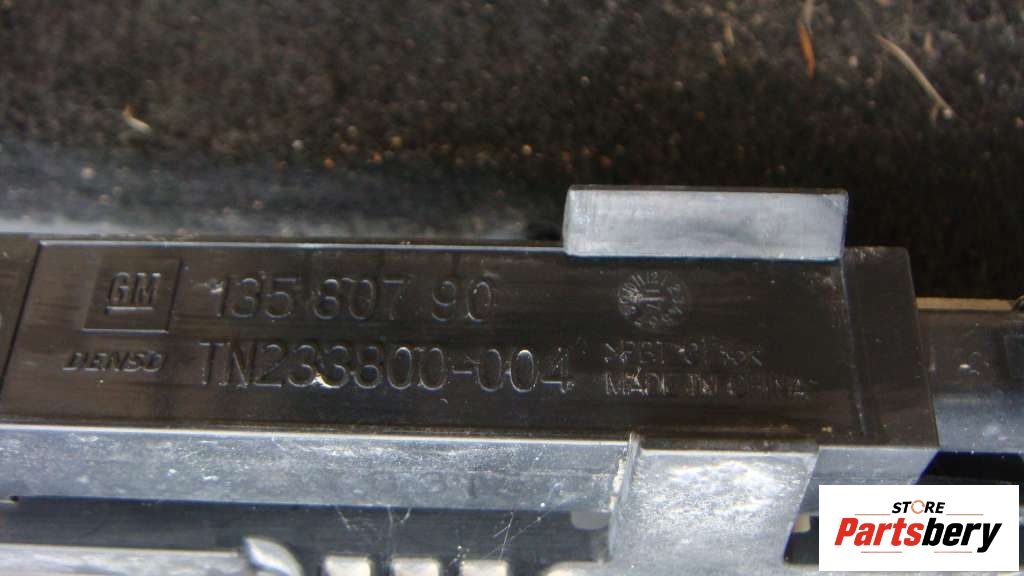 GM 135 807 90
DENSO TN233800-004
MADE IN CHINA
STORE
Partsbery